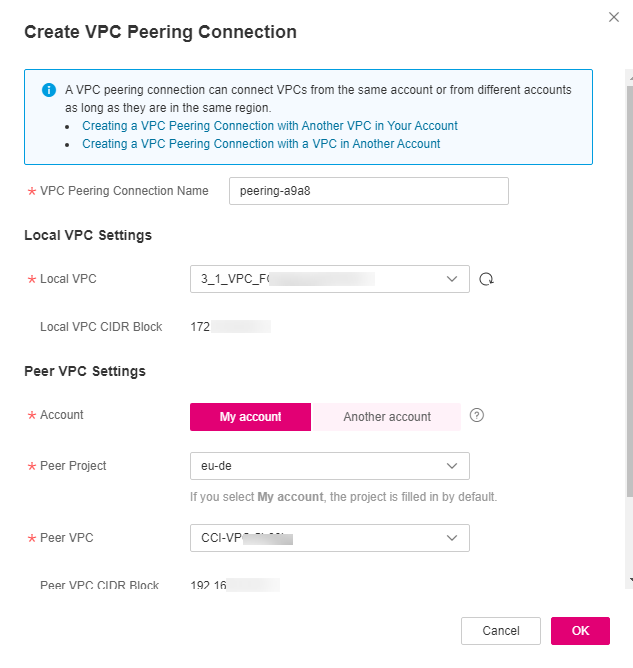 Create VPC Peering Connection
A VPC peering connection can connect VPCs from the same account or from different accounts
as long as they are in the same region.
• Creating a VPC Peering Connection with Another VPC in Your Account
• Creating a VPC Peering Connection with a VPC in Another Account
* VPC Peering Connection Name peering-a9a8
Local VPC Settings
* Local VPC 3_1_VPC_F
Local VPC CIDR Block 172
Peer VPC Settings
* Account My account Another account ?
* Peer Project eu-de
If you select My account, the project is filled in by default.
* Peer VPC CCI-VPC
Peer VPC CIDR Block 192.16
Cancel OK